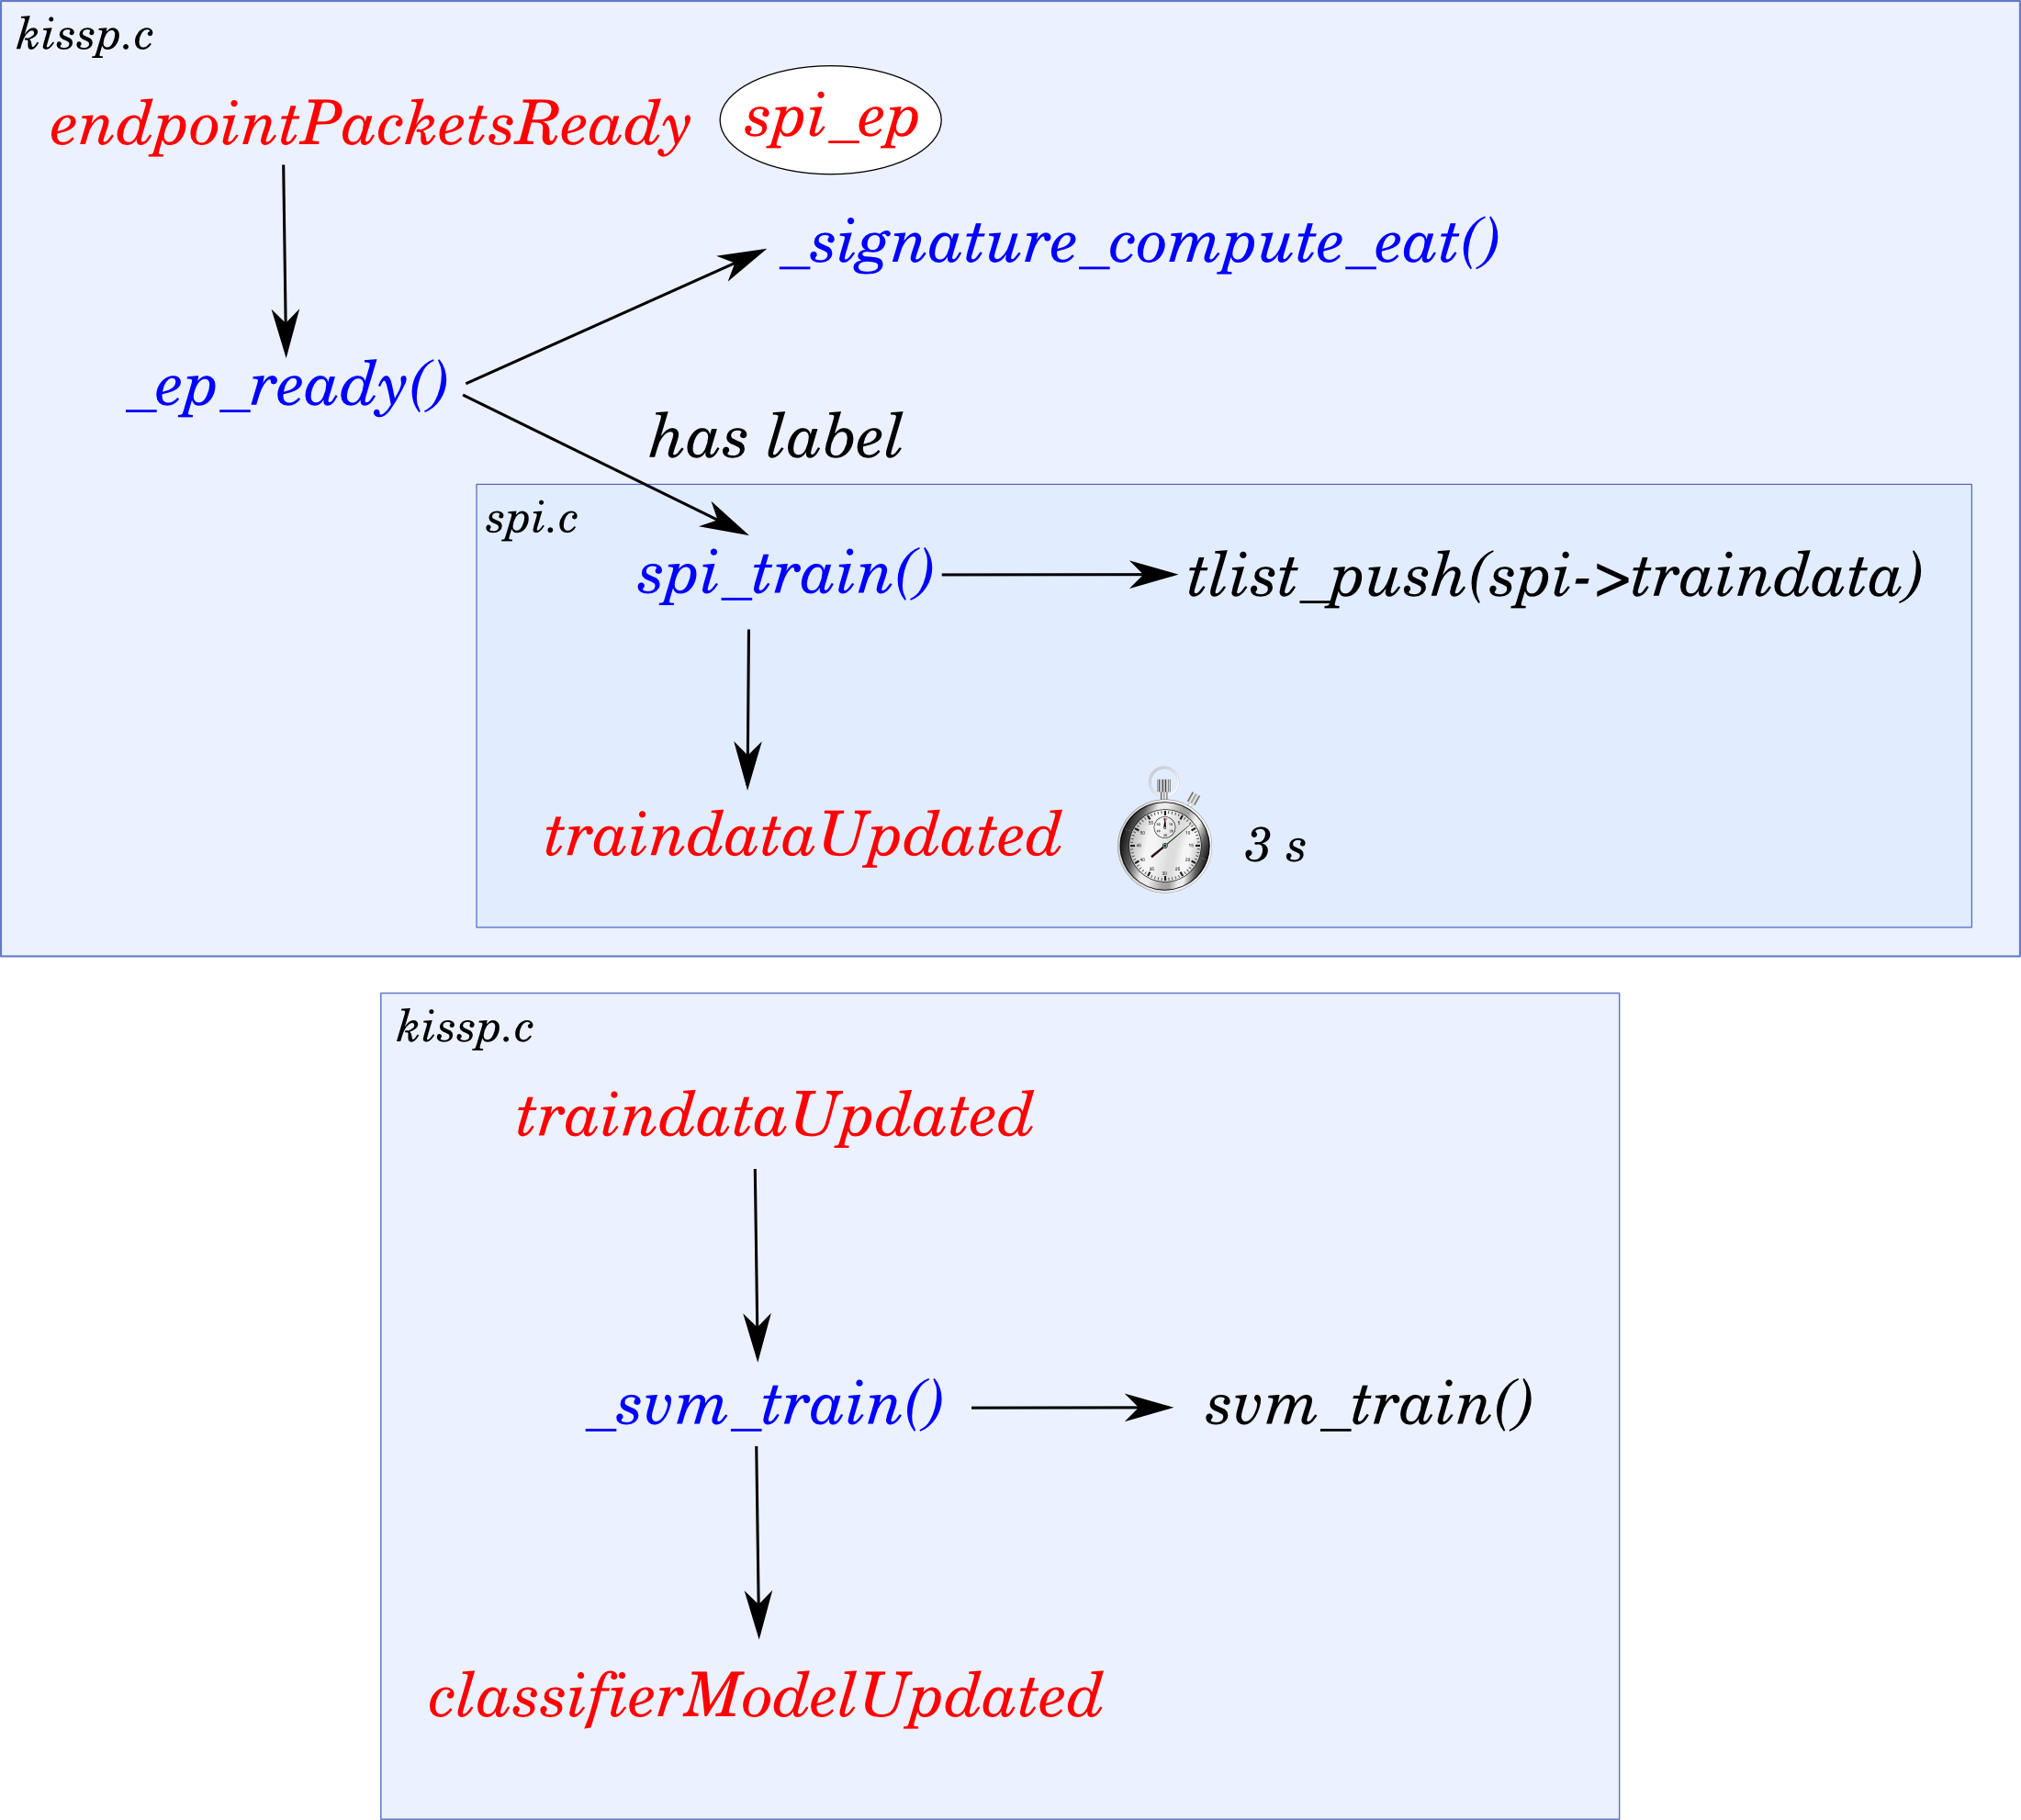 kissp.c
endpointPacketsReady
spi_ep
_signature_compute_eat()
_ep_ready()
has label
spi.c
spi_train()
tlist_push(spi->traindata)
traindataUpdated
3 s
kissp.c
traindataUpdated
_svm_train()
svm_train()
classifierModelUpdated